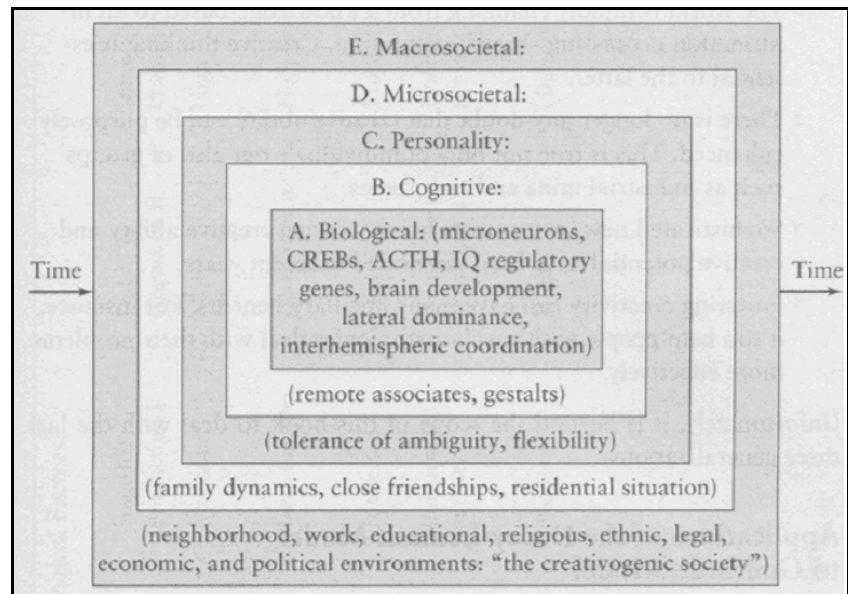 E. Macrosocietal:
D. Microsocietal:
C. Personality:
B. Cognitive:
A. Biological: (microneurons,
CREBs, ACTH, IQ regulatory
genes, brain development,
lateral dominance,
interhemispheric coordination)
Time
Time
(remote associates, gestalts)
(tolerance of ambiguity, flexibility)
(family dynamics, close friendships, residential situation)
(neighborhood, work, educational, religious, ethnic, legal,
economic, and political environments: “the creativogenic society”)